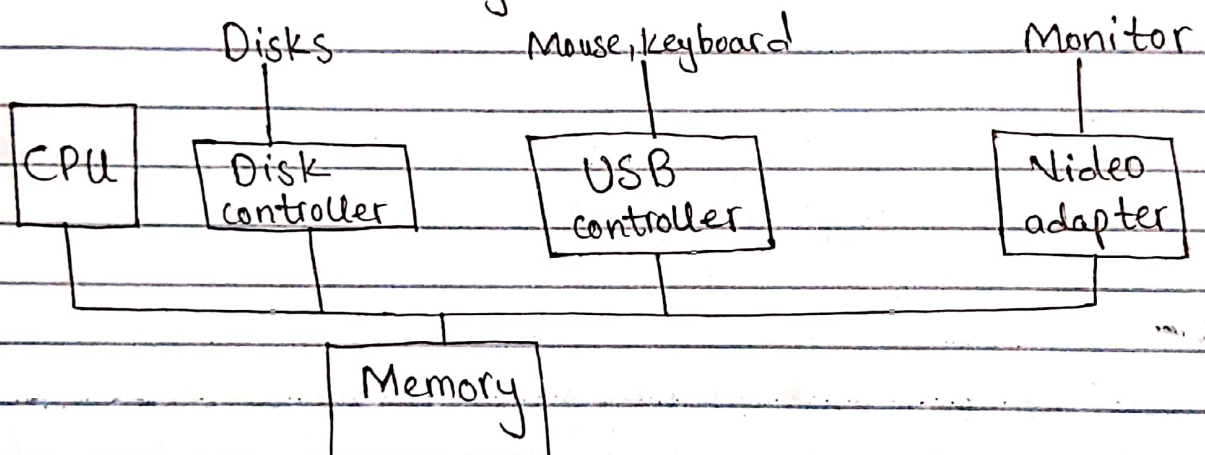 Disks
Mouse, keyboard
Monitor
CPU
Disk
controller
USB
controller
Video
adapter
Memory